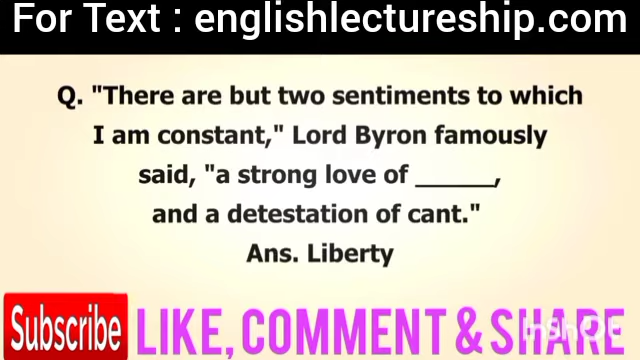 For Text : englishlectureship.com
Q. "There are but two sentiments to which
I am constant," Lord Byron famously
said, "a strong love of ______,
and a detestation of cant."
Ans. Liberty
Subscribe LIKE, COMMENT & SHARE
InShOt